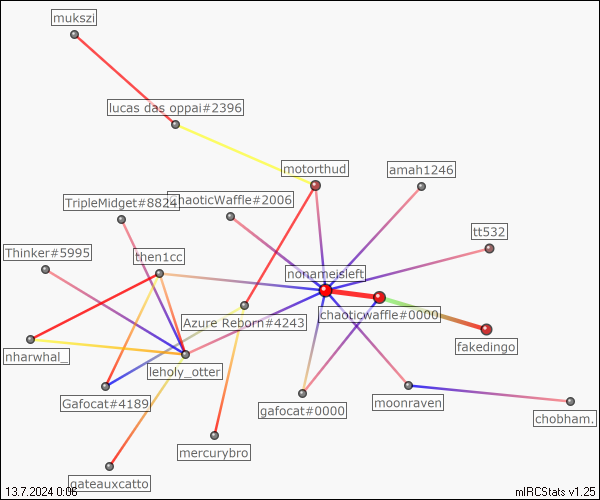 mukszi
lucas das oppai#2396
motorthud
amah1246
TripleMidget#8824
ChaoticWaffle#2006
tt532
Thinker#5995
then1cc
nonameisleft
Azure Reborn#4243
chaoticwaffle#0000
fakedingo
nharwhal_
leholy_otter
Gafocat#4189
gafocat#0000
moonraven
chobham.
mercurybro
gateauxcatto
13.7.2024 0:06
mIRCStats v1.25